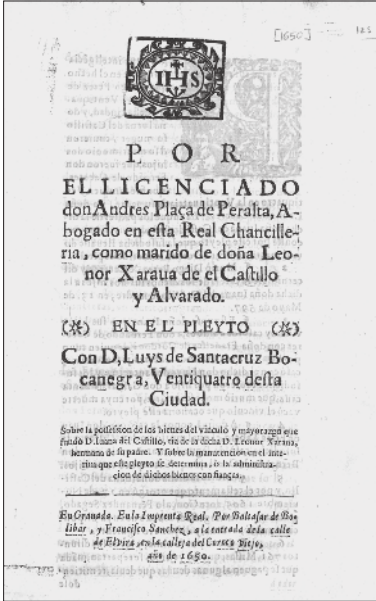 [1650]
125
IHS
POR
EL LICENCIADO
don Andres Plaça de Peralta, A-
bogado en esta Real Chancille-
ria, como marido de doña Leo-
nor Xaraua de el Castillo
y Alvarado.
(*) EN EL PLEYTO (*)
Con D, Luys de Santacruz Bo-
canegra, Ventiquatro desta
Ciudad.
Sobre la possession de los bienes del vinculo y mayorazgo que
fundò D. Iuana del Castillo, tia de la dicha D. Leonor Xaraua,
hermana de su padre. Y sobre la manutencion en el inte-
rin que este pleyto se determina, ò la administra-
cion de dichos bienes con fianças.
En Granada. En la Imprenta Real. Por Baltasar de Bo-
libar, y Francisco Sanchez, a la entrada de la calle
de Elvira, en la calleja del Correo Viejo,
año de 1650.